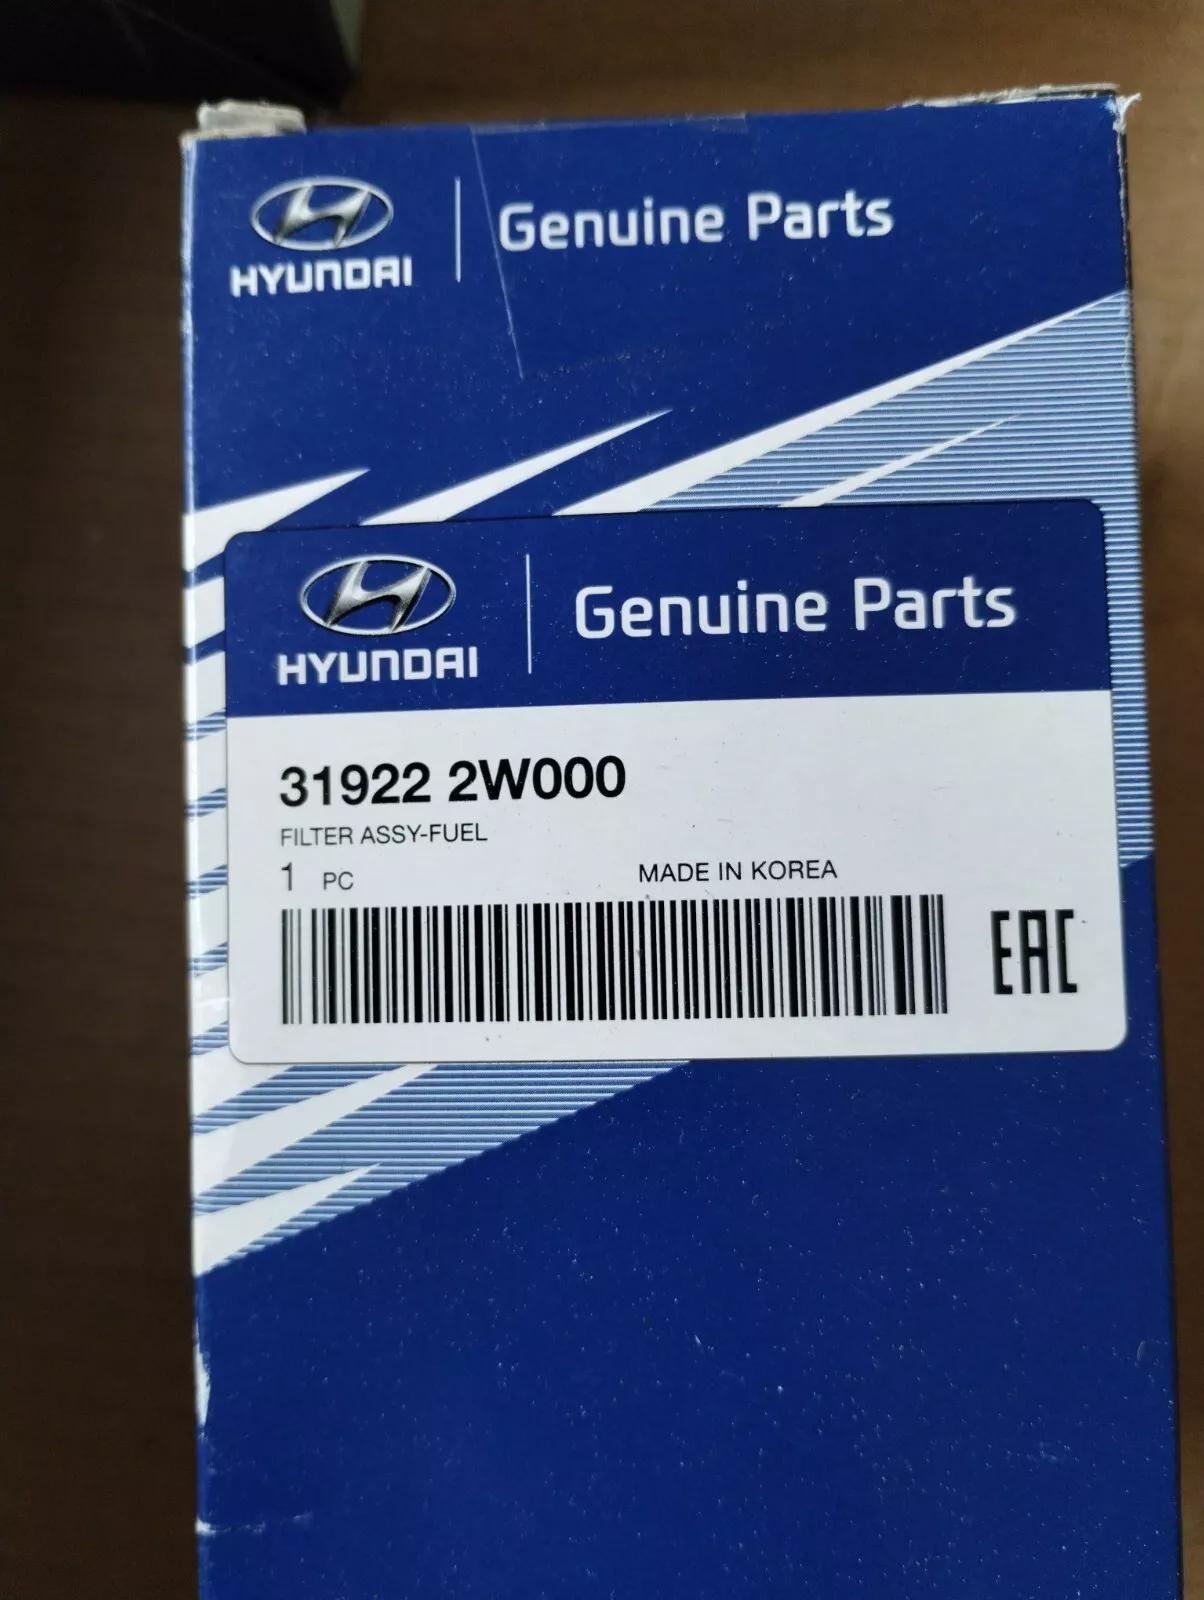 HYUNDAI
Genuine Parts
HYUNDAI
Genuine Parts
31922 2W000
FILTER ASSY-FUEL
1 PC
MADE IN KOREA
EAC